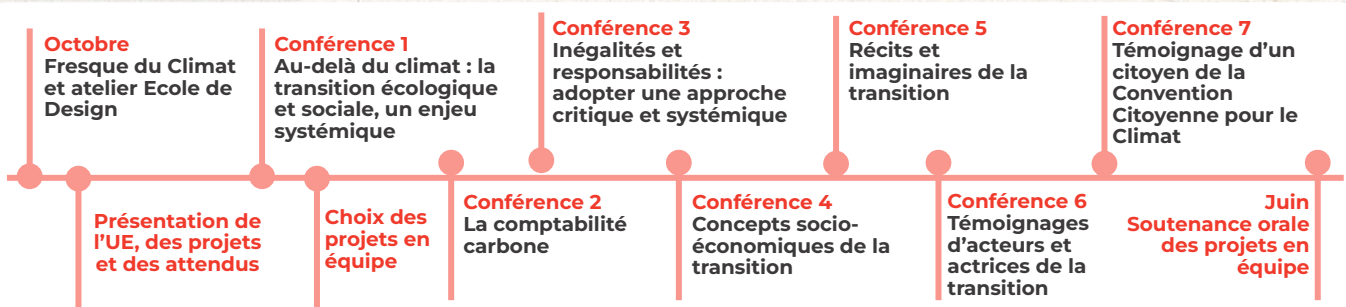 Octobre
Fresque du Climat
et atelier Ecole de
Design
Présentation de
l'UE, des projets
et des attendus
Conférence 1
Au-delà du climat : la
transition écologique
et sociale, un enjeu
systémique
Choix des
projets en
équipe
Conférence 2
La comptabilité
carbone
Conférence 3
Inégalités et
responsabilités :
adopter une approche
critique et systémique
Conférence 4
Concepts socio-
économiques de la
transition
Conférence 5
Récits et
imaginaires de la
transition
Conférence 6
Témoignages
d'acteurs et
actrices de la
transition
Conférence 7
Témoignage d'un
citoyen de la
Convention
Citoyenne pour le
Climat
Juin
Soutenance orale
des projets en
équipe